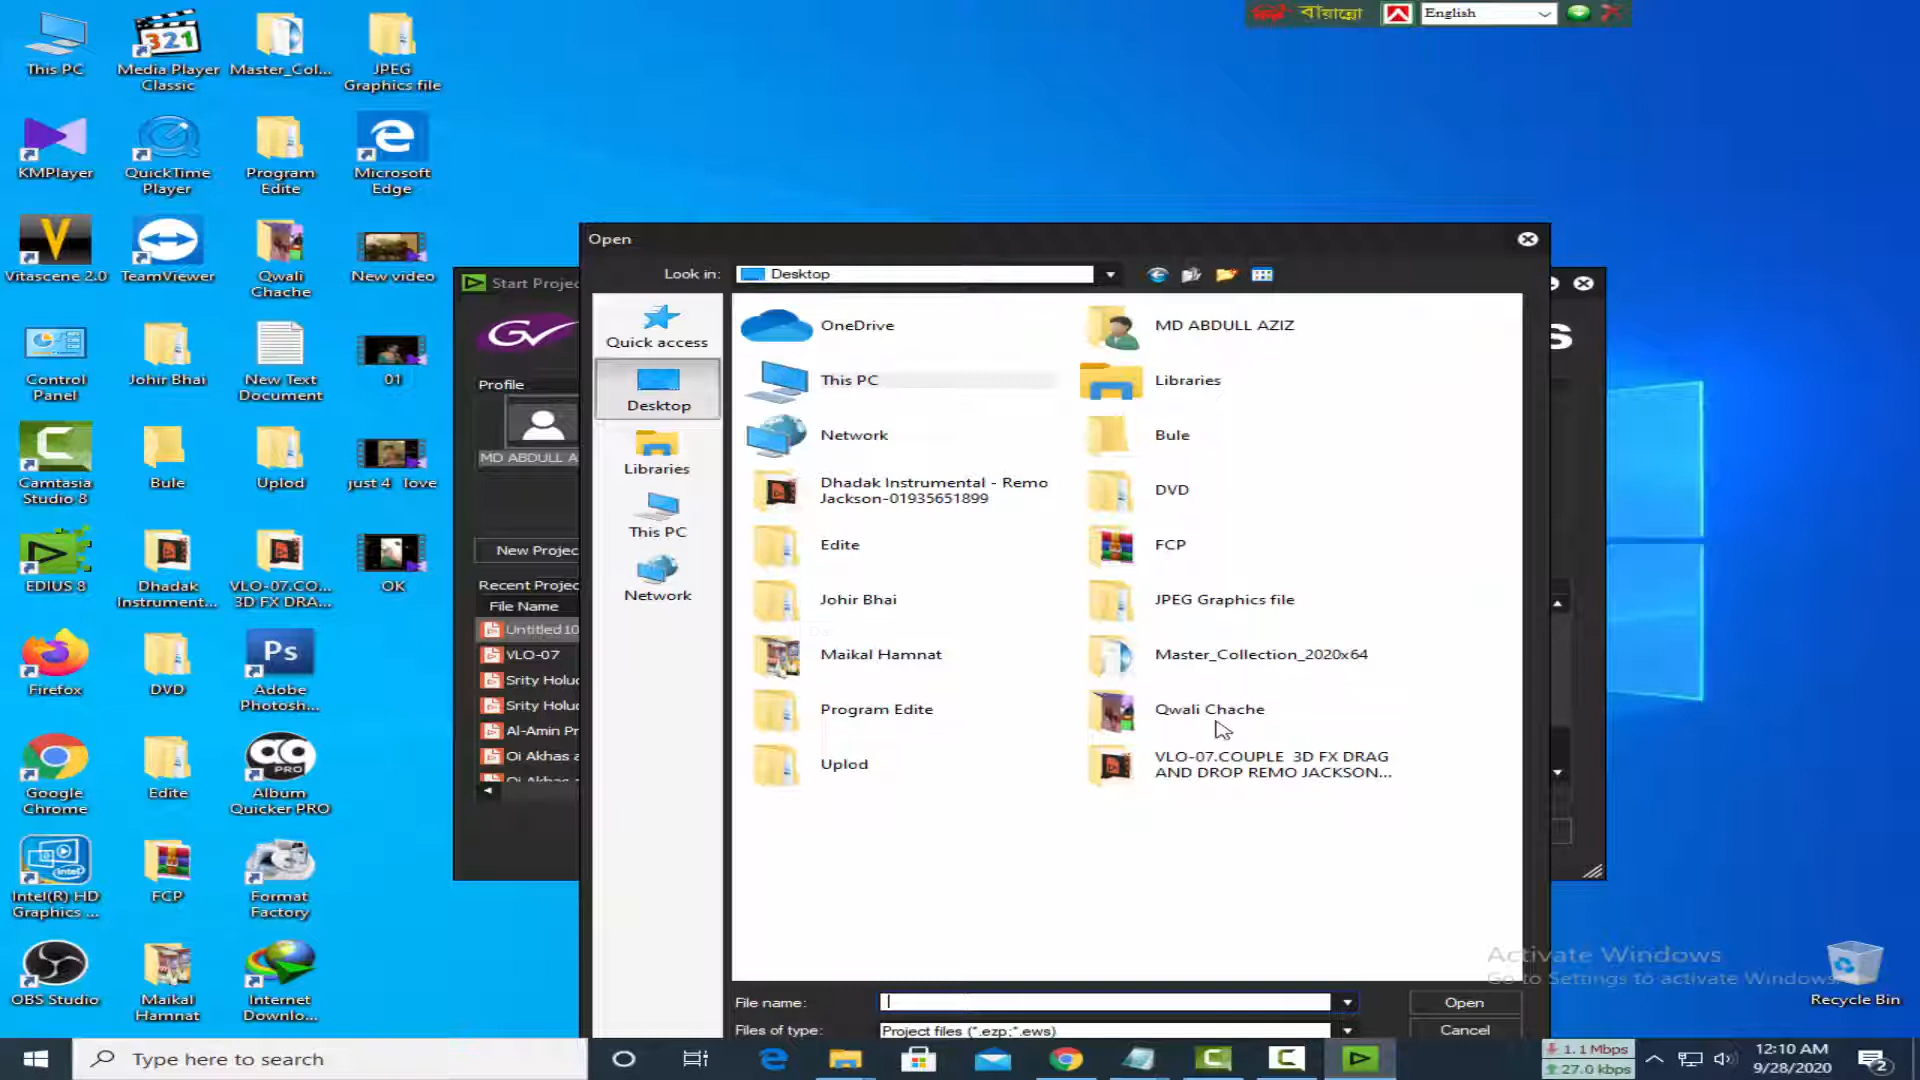 This PC
Media Player
Classic
Master_Col...
JPEG
Graphics file
KMPlayer
QuickTime
Player
Program
Edite
Microsoft
Edge
Vitascene 2.0
TeamViewer
Qwali
Chache
New video
Control
Panel
Johir Bhai
New Text
Document
01
Camtasia
Studio 8
Bule
Uplod
just 4 love
EDIUS 8
Dhadak
Instrument...
VLO-07.CO...
3D FX DRA...
OK
Firefox
DVD
Adobe
Photosh...
Google
Chrome
Edite
Album
Quicker PRO
Intel(R) HD
Graphics ...
FCP
Format
Factory
OBS Studio
Maikal
Hamnat
Internet
Downlo...
বায়ান্নো
English
Start Projec
Profile
MD ABDULL A
New Projec
Recent Projec
File Name
Untitled10
VLO-07
Srity Holuc
Srity Holuc
Al-Amin Pr
Oi Akhas a
Oi Akhas a
s
Open
Look in:
Desktop
Quick access
Desktop
Libraries
This PC
Network
OneDrive
MD ABDULL AZIZ
This PC
Libraries
Network
Bule
Dhadak Instrumental - Remo
Jackson-01935651899
DVD
Edite
FCP
Johir Bhai
JPEG Graphics file
Maikal Hamnat
Master_Collection_2020x64
Program Edite
Qwali Chache
Uplod
VLO-07.COUPLE 3D FX DRAG
AND DROP REMO JACKSON...
File name:
Open
Files of type:
Project files (*.ezp;*.ews)
Cancel
Activate Windows
Go to Settings to activate Windows.
Recycle Bin
Type here to search
1.1 Mbps
27.0 kbps
12:10 AM
9/28/2020
2